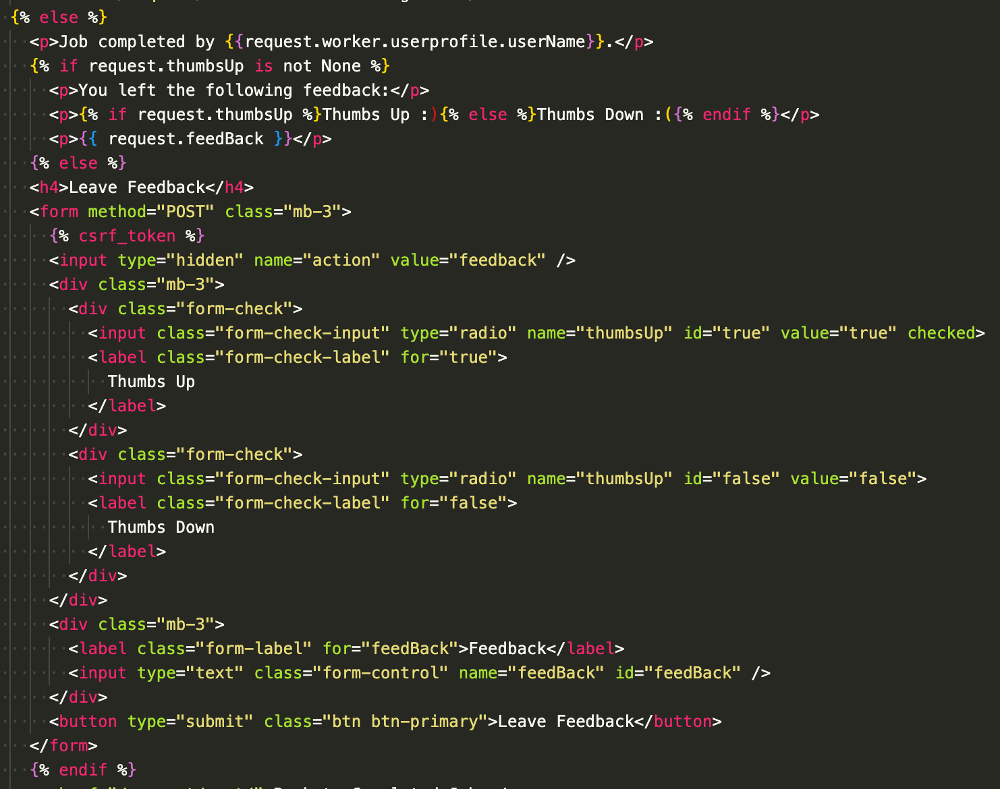 {% else %}
<p>Job completed by {{request.worker.userprofile.userName}}.</p>
{% if request.thumbsUp is not None %}
<p>You left the following feedback:</p>
<p>{% if request.thumbsUp %}Thumbs Up :){% else %}Thumbs Down :({% endif %}</p>
<p>{{ request.feedBack }}</p>
{% else %}
<h4>Leave Feedback</h4>
<form method="POST" class="mb-3">
{% csrf_token %}
<input type="hidden" name="action" value="feedback" />
<div class="mb-3">
<div class="form-check">
<input class="form-check-input" type="radio" name="thumbsUp" id="true" value="true" checked>
<label class="form-check-label" for="true">
Thumbs Up
</label>
</div>
<div class="form-check">
<input class="form-check-input" type="radio" name="thumbsUp" id="false" value="false">
<label class="form-check-label" for="false">
Thumbs Down
</label>
</div>
</div>
<div class="mb-3">
<label class="form-label" for="feedBack">Feedback</label>
<input type="text" class="form-control" name="feedBack" id="feedBack" />
</div>
<button type="submit" class="btn btn-primary">Leave Feedback</button>
</form>
{% endif %}